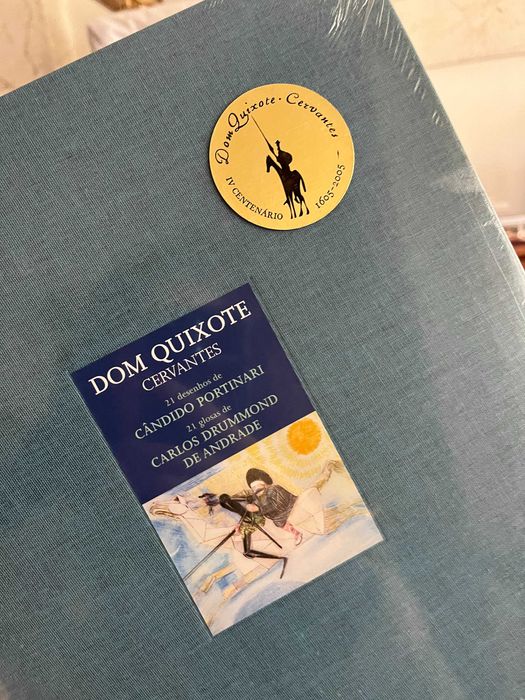 Dom Quixote • Cervantes
IV CENTENÁRIO
1605-2005
DOM QUIXOTE
CERVANTES
21 desenhos de
CÂNDIDO PORTINARI
21 glosas de
CARLOS DRUMMOND
DE ANDRADE